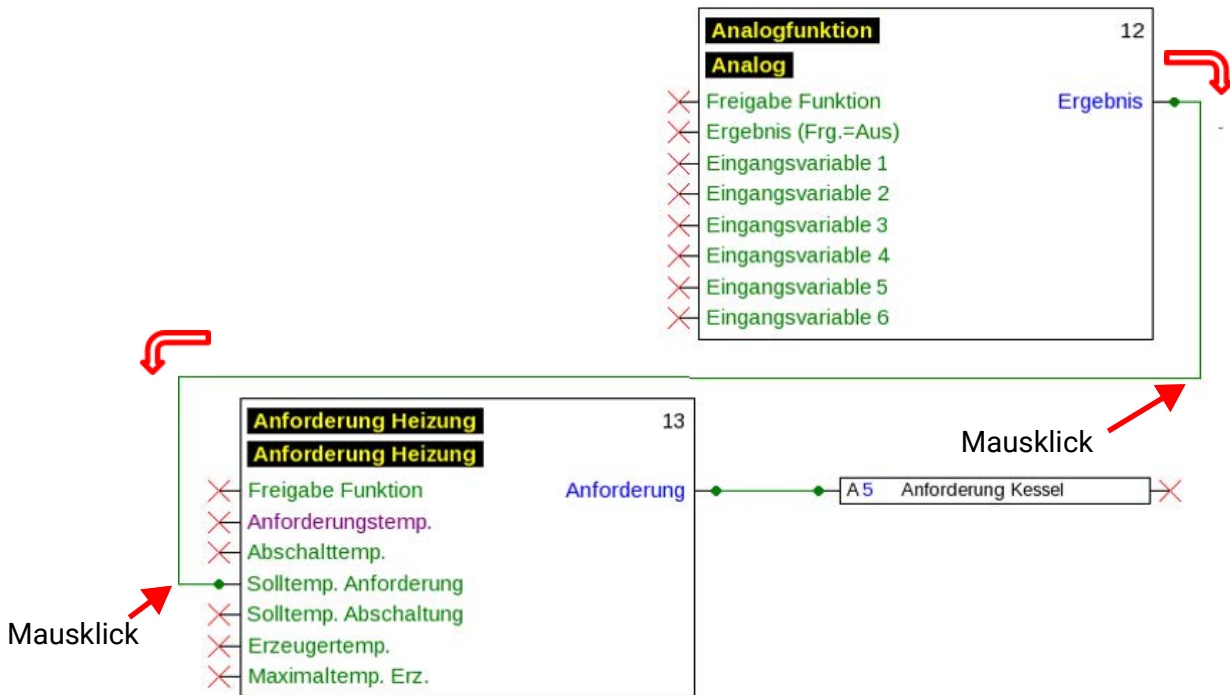 Analogfunktion 12
Analog
Freigabe Funktion Ergebnis
Ergebnis (Frg.=Aus)
Eingangsvariable 1
Eingangsvariable 2
Eingangsvariable 3
Eingangsvariable 4
Eingangsvariable 5
Eingangsvariable 6
Anforderung Heizung 13
Anforderung Heizung
Mausklick
Freigabe Funktion Anforderung A5 Anforderung Kessel
Anforderungstemp.
Abschalttemp.
Solltemp. Anforderung
Solltemp. Abschaltung
Mausklick
Erzeugertemp.
Maximaltemp. Erz.